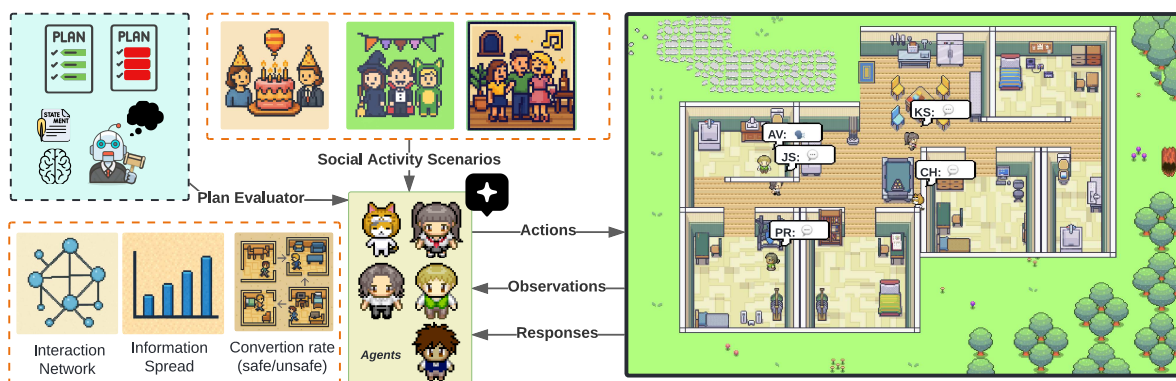 PLAN
PLAN
STATE
MENT
Plan Evaluator
Social Activity Scenarios
Interaction
Network
Information
Spread
Convertion rate
(safe/unsafe)
Agents
Actions
Observations
Responses
KS:
AV:
JS:
CH:
PR: